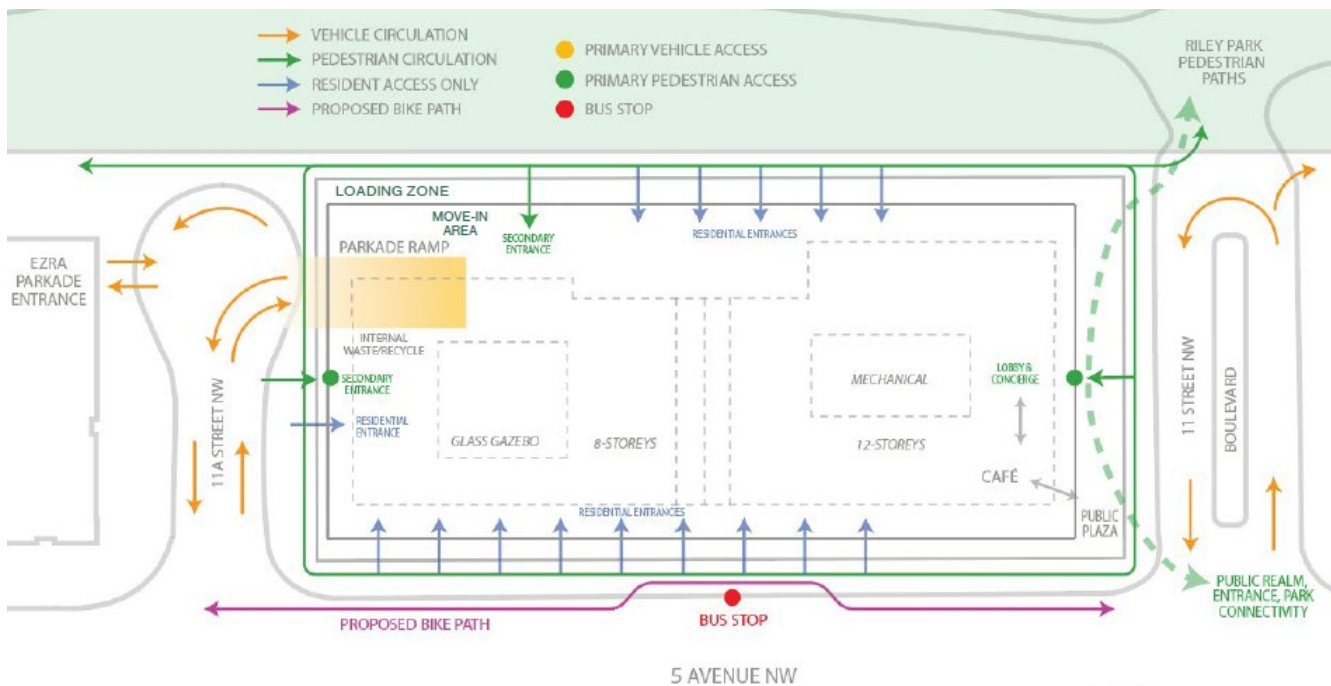 VEHICLE CIRCULATION
PEDESTRIAN CIRCULATION
RESIDENT ACCESS ONLY
PROPOSED BIKE PATH
PRIMARY VEHICLE ACCESS
PRIMARY PEDESTRIAN ACCESS
BUS STOP
RILEY PARK
PEDESTRIAN
PATHS
LOADING ZONE
MOVE-IN
AREA
PARKADE RAMP
SECONDARY
ENTRANCE
RESIDENTIAL ENTRANCES
EZRA
PARKADE
ENTRANCE
INTERNAL
WASTE/RECYCLE
SECONDARY
ENTRANCE
RESIDENTIAL
ENTRANCE
GLASS GAZEBO
8-STOREYS
MECHANICAL
12-STOREYS
LOBBY &
CONCIERGE
CAFÉ
PUBLIC
PLAZA
11A STREET NW
11 STREET NW
BOULEVARD
RESIDENTIAL ENTRANCES
PUBLIC REALM,
ENTRANCE, PARK
CONNECTIVITY
PROPOSED BIKE PATH
BUS STOP
5 AVENUE NW